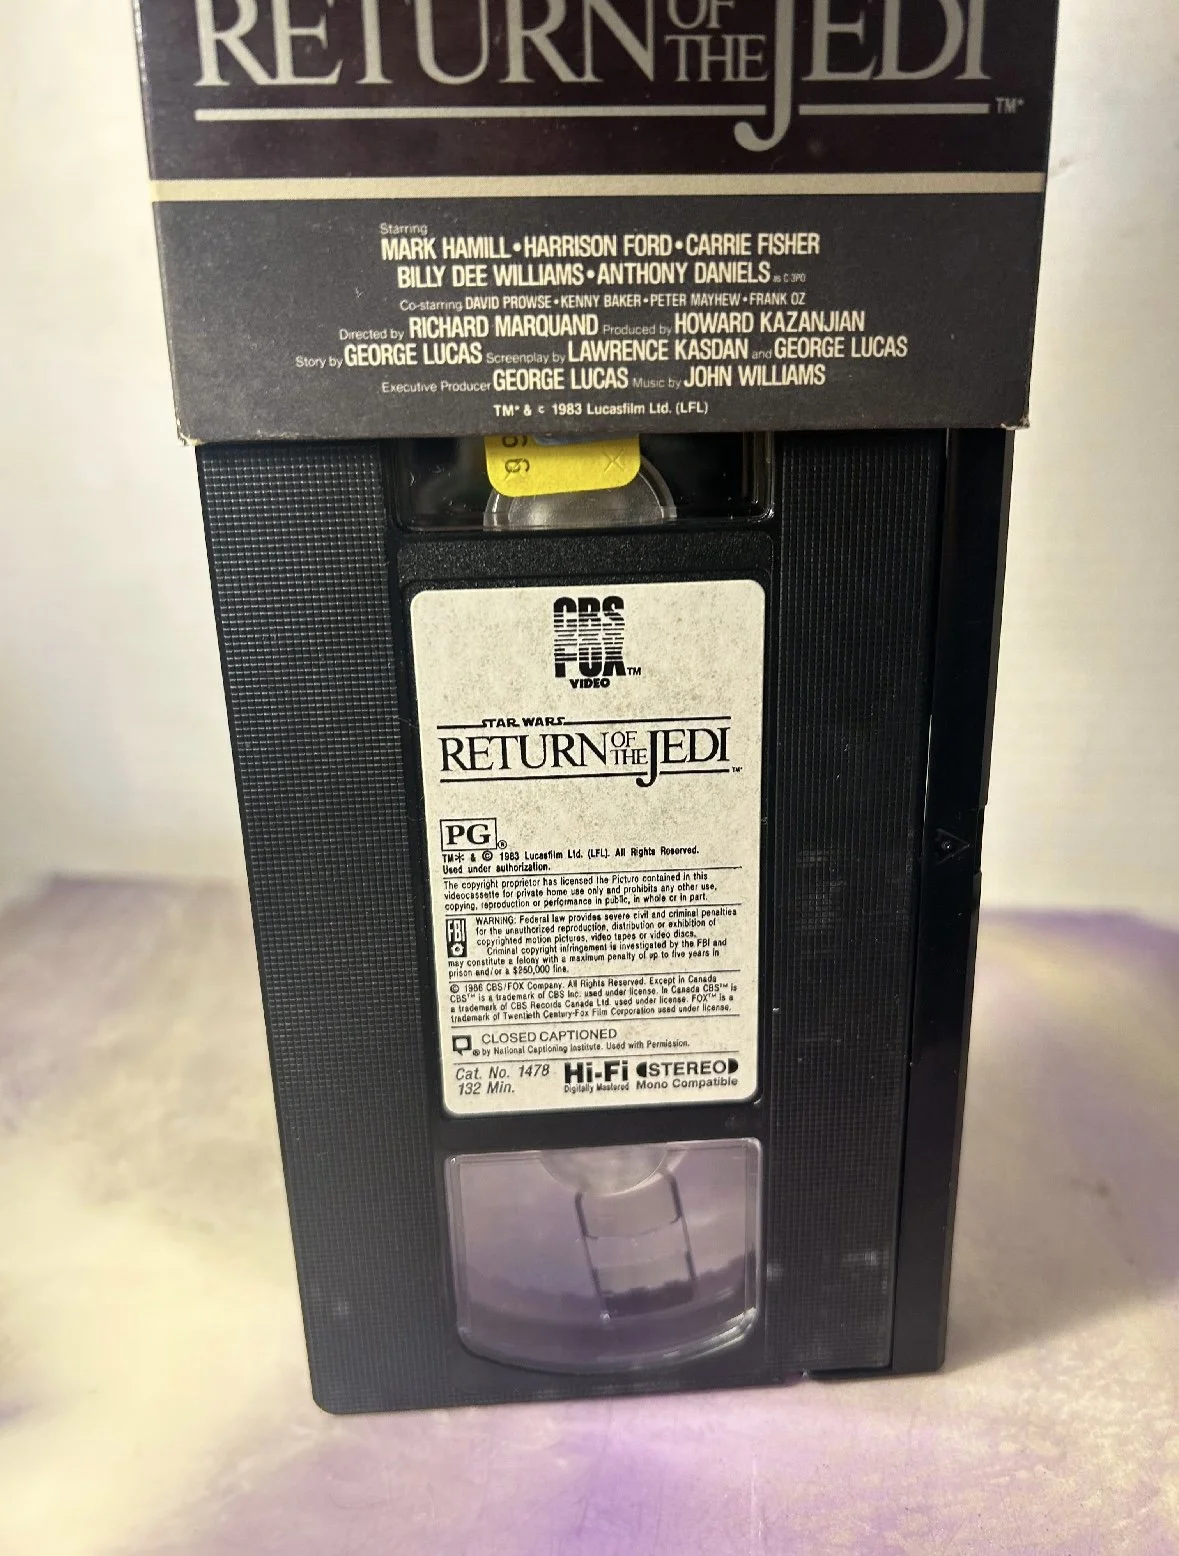 RETURN OF THE JEDI TM*
Starring
MARK HAMILL • HARRISON FORD • CARRIE FISHER
BILLY DEE WILLIAMS • ANTHONY DANIELS as C-3PO
Co-starring DAVID PROWSE • KENNY BAKER • PETER MAYHEW • FRANK OZ
Directed by RICHARD MARQUAND Produced by HOWARD KAZANJIAN
Story by GEORGE LUCAS Screenplay by LAWRENCE KASDAN and GEORGE LUCAS
Executive Producer GEORGE LUCAS Music by JOHN WILLIAMS
TM* & © 1983 Lucasfilm Ltd. (LFL)
CBS
FOX TM
VIDEO
STAR WARS
RETURN OF THE JEDI TM*
PG ®
TM* & © 1983 Lucasfilm Ltd. (LFL). All Rights Reserved.
Used under authorization.
The copyright proprietor has licensed the Picture contained in this
videocassette for private home use only and prohibits any other use,
copying, reproduction or performance in public, in whole or in part.
FBI WARNING: Federal law provides severe civil and criminal penalties
for the unauthorized reproduction, distribution or exhibition of
copyrighted motion pictures, video tapes or video discs.
Criminal copyright infringement is investigated by the FBI and
may constitute a felony with a maximum penalty of up to five years in
prison and/or a $250,000 fine.
© 1986 CBS/FOX Company. All Rights Reserved. Except in Canada
CBS™ is a trademark of CBS Inc. used under license. In Canada CBS™ is
a trademark of CBS Records Canada Ltd. used under license. FOX™ is a
trademark of Twentieth Century-Fox Film Corporation used under license.
CLOSED CAPTIONED
® by National Captioning Institute. Used with Permission.
Cat. No. 1478 Hi-Fi STEREO
132 Min. Digitally Mastered Mono Compatible